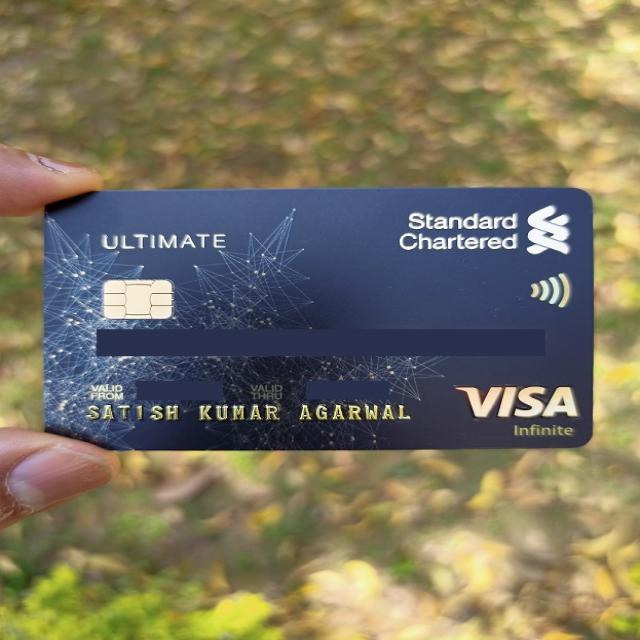 ULTIMATE
Standard
Chartered
VALID
FROM
VALID
THRU
SATISH KUMAR AGARWAL
VISA
Infinite